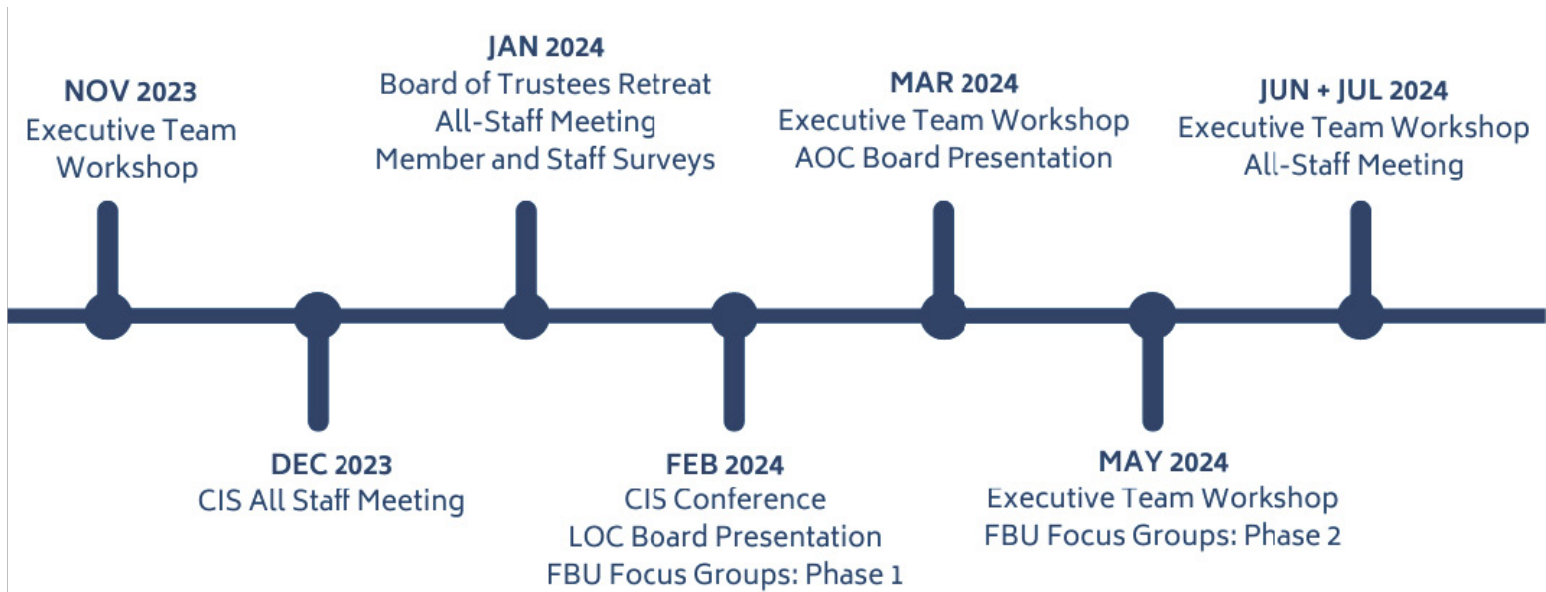 NOV 2023
Executive Team
Workshop
DEC 2023
CIS All Staff Meeting
JAN 2024
Board of Trustees Retreat
All-Staff Meeting
Member and Staff Surveys
FEB 2024
CIS Conference
LOC Board Presentation
FBU Focus Groups: Phase 1
MAR 2024
Executive Team Workshop
AOC Board Presentation
MAY 2024
Executive Team Workshop
FBU Focus Groups: Phase 2
JUN + JUL 2024
Executive Team Workshop
All-Staff Meeting